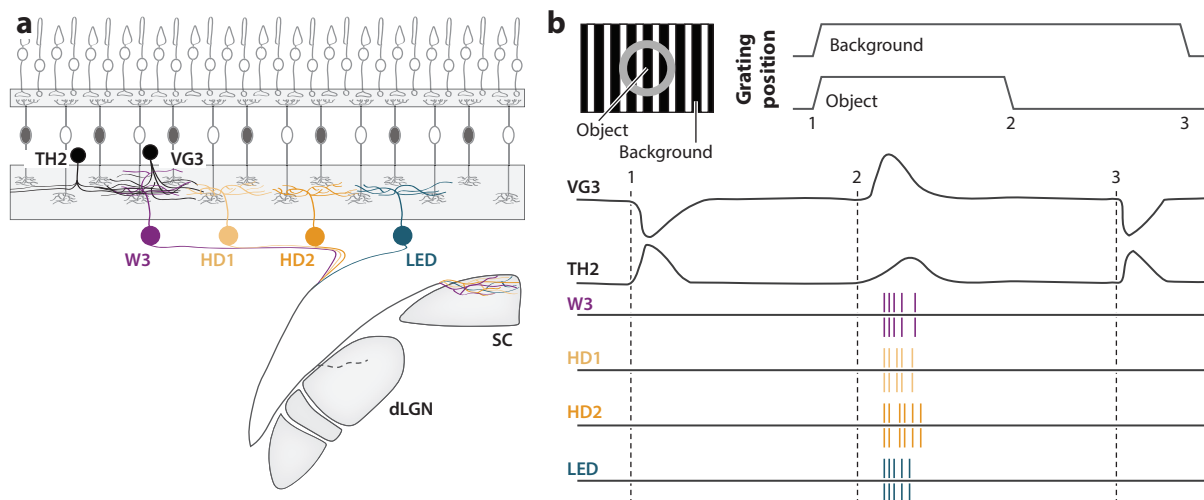 a
TH2
VG3
W3
HD1
HD2
LED
SC
dLGN
b
Object
Background
Grating
position
Background
Object
1
2
3
1
2
3
VG3
TH2
W3
HD1
HD2
LED